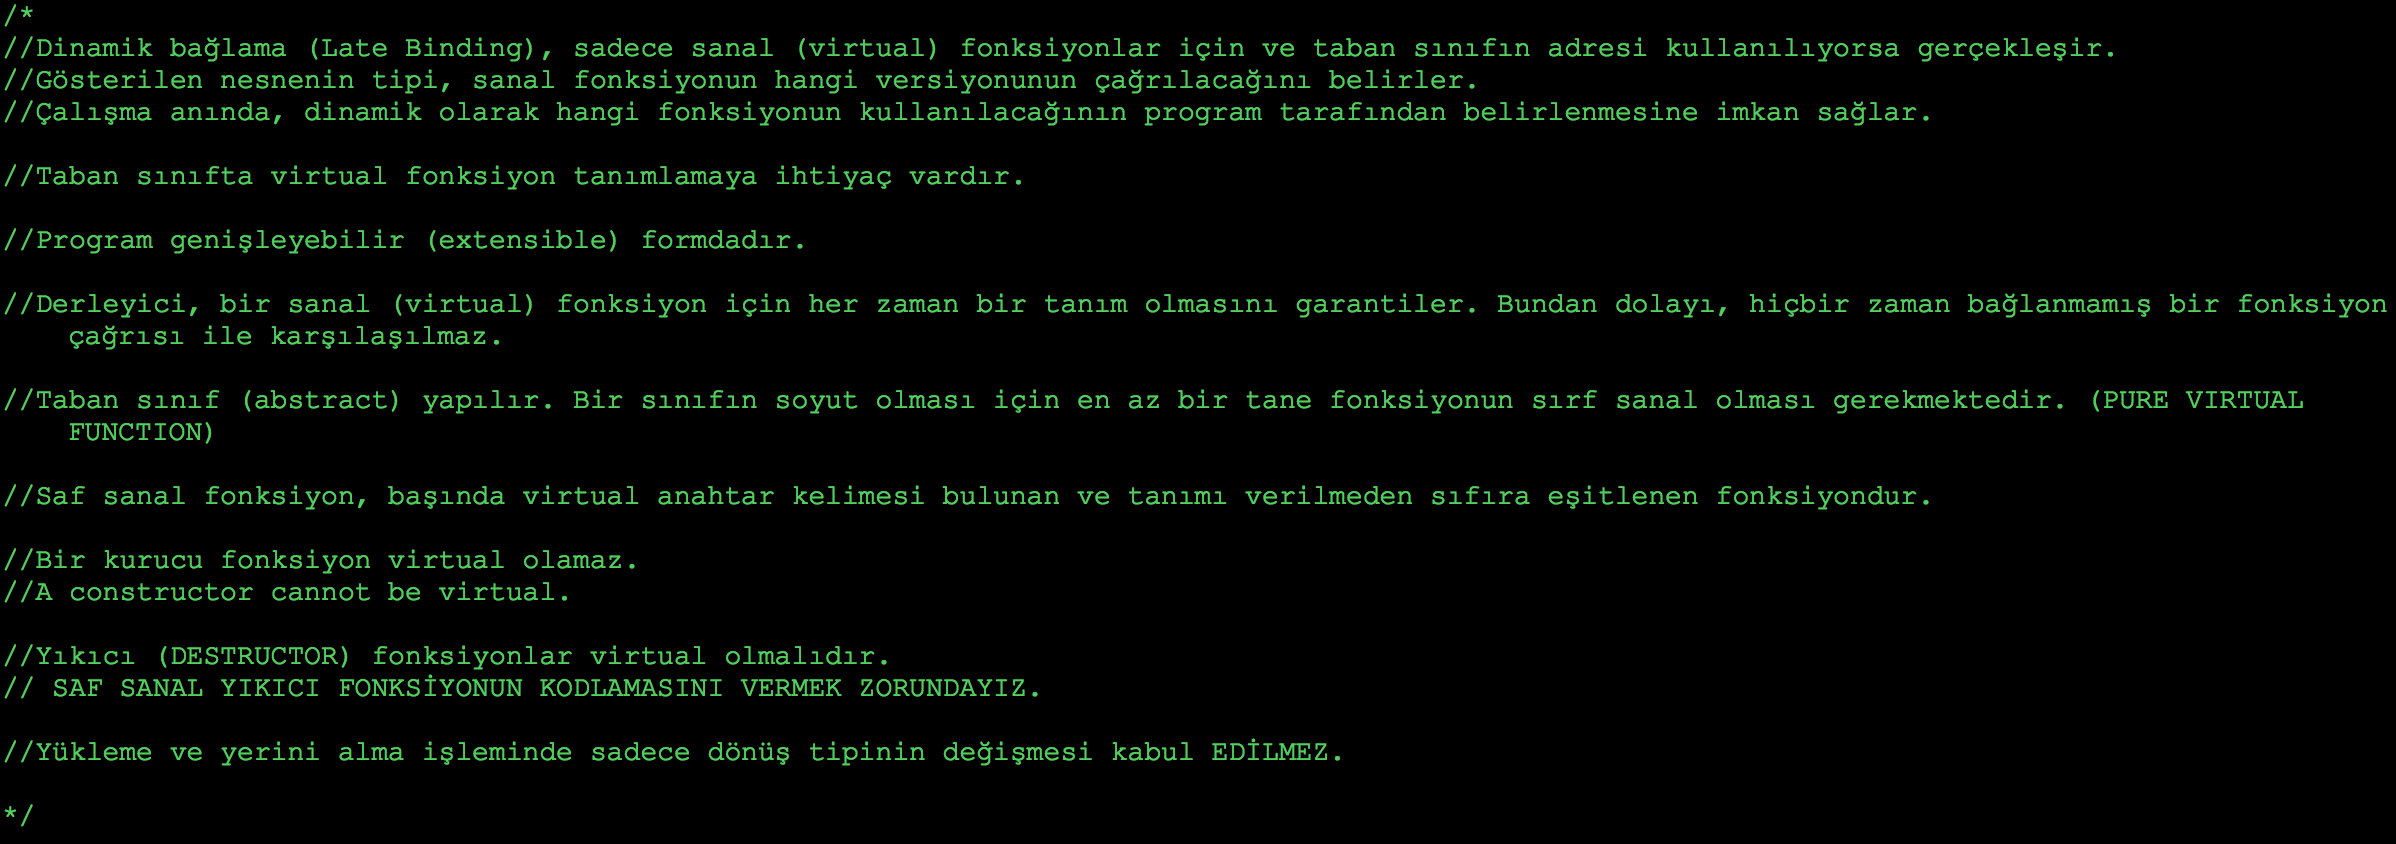 /*
//Dinamik bağlama (Late Binding), sadece sanal (virtual) fonksiyonlar için ve taban sınıfın adresi kullanılıyorsa gerçekleşir.
//Gösterilen nesnenin tipi, sanal fonksiyonun hangi versiyonunun çağrılacağını belirler.
//Çalışma anında, dinamik olarak hangi fonksiyonun kullanılacağının program tarafından belirlenmesine imkan sağlar.
//Taban sınıfta virtual fonksiyon tanımlamaya ihtiyaç vardır.
//Program genişleyebilir (extensible) formdadır.
//Derleyici, bir sanal (virtual) fonksiyon için her zaman bir tanım olmasını garantiler. Bundan dolayı, hiçbir zaman bağlanmamış bir fonksiyon
çağrısı ile karşılaşılmaz.
//Taban sınıf (abstract) yapılır. Bir sınıfın soyut olması için en az bir tane fonksiyonun sırf sanal olması gerekmektedir. (PURE VIRTUAL
FUNCTION)
//Saf sanal fonksiyon, başında virtual anahtar kelimesi bulunan ve tanımı verilmeden sıfıra eşitlenen fonksiyondur.
//Bir kurucu fonksiyon virtual olamaz.
//A constructor cannot be virtual.
//Yıkıcı (DESTRUCTOR) fonksiyonlar virtual olmalıdır.
// SAF SANAL YIKICI FONKSİYONUN KODLAMASINI VERMEK ZORUNDAYIZ.
//Yükleme ve yerini alma işleminde sadece dönüş tipinin değişmesi kabul EDİLMEZ.
*/